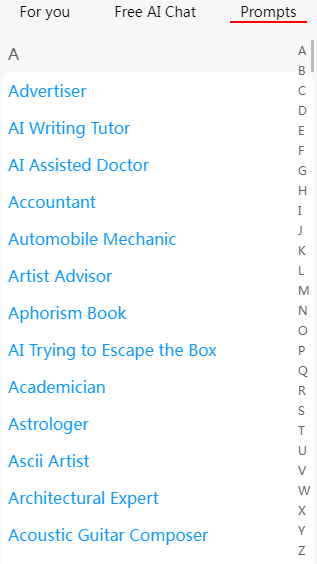 For you Free AI Chat Prompts
A
Advertiser
AI Writing Tutor
AI Assisted Doctor
Accountant
Automobile Mechanic
Artist Advisor
Aphorism Book
AI Trying to Escape the Box
Academician
Astrologer
Ascii Artist
Architectural Expert
Acoustic Guitar Composer
A
B
C
D
E
F
G
H
I
J
K
L
M
N
O
P
Q
R
S
T
U
V
W
X
Y
Z